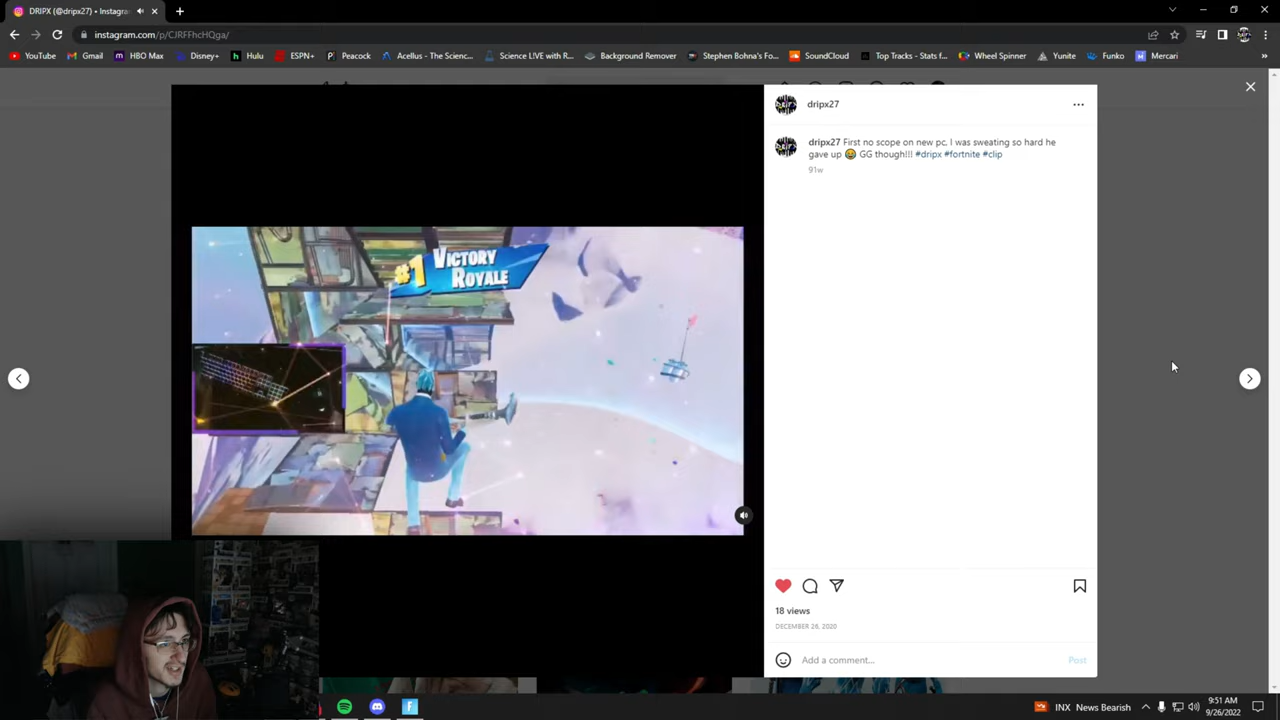 DRIPX (@dripx27) • Instagra
instagram.com/p/CJRFFhcHQga/
YouTube
Gmail
HBO Max
Disney+
Hulu
ESPN+
Peacock
Acellus - The Scienc...
Science LIVE with R...
Background Remover
Stephen Bohna's Fo...
SoundCloud
Top Tracks - Stats f...
Wheel Spinner
Yunite
Funko
Mercari
»
dripx27
dripx27 First no scope on new pc. I was sweating so hard he
gave up 😂 GG though!!! #dripx #fortnite #clip
91w
#1 VICTORY
ROYALE
18 views
DECEMBER 26, 2020
Add a comment...
Post
INX News Bearish
9:51 AM
9/26/2022